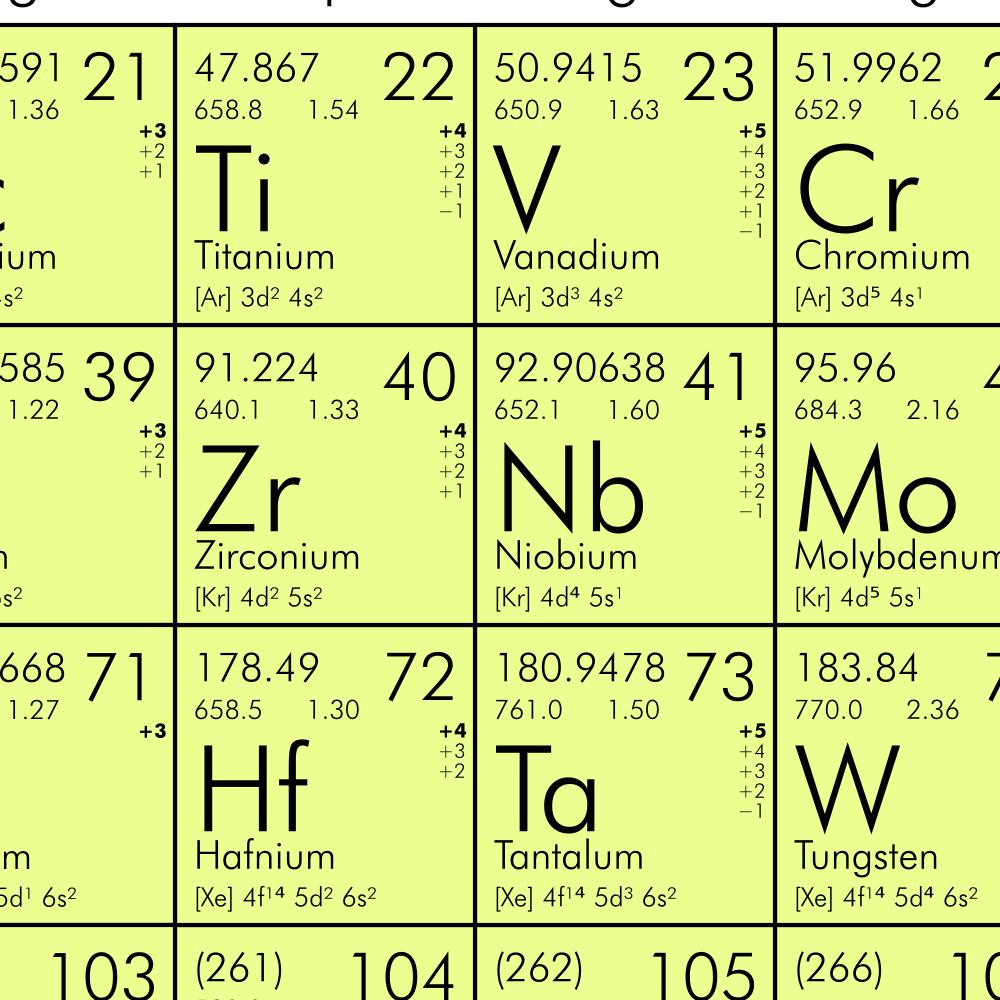 591 21
1.36
+3
+2
+1
ium
s²
47.867 22
658.8 1.54
+4
+3
+2
+1
−1
Ti
Titanium
[Ar] 3d² 4s²
50.9415 23
650.9 1.63
+5
+4
+3
+2
+1
−1
V
Vanadium
[Ar] 3d³ 4s²
51.9962 2
652.9 1.66
Cr
Chromium
[Ar] 3d⁵ 4s¹
585 39
1.22
+3
+2
+1
s²
91.224 40
640.1 1.33
+4
+3
+2
+1
Zr
Zirconium
[Kr] 4d² 5s²
92.90638 41
652.1 1.60
+5
+4
+3
+2
−1
Nb
Niobium
[Kr] 4d⁴ 5s¹
95.96 4
684.3 2.16
Mo
Molybdenum
[Kr] 4d⁵ 5s¹
668 71
1.27
+3
m
5d¹ 6s²
178.49 72
658.5 1.30
+4
+3
+2
Hf
Hafnium
[Xe] 4f¹⁴ 5d² 6s²
180.9478 73
761.0 1.50
+5
+4
+3
+2
−1
Ta
Tantalum
[Xe] 4f¹⁴ 5d³ 6s²
183.84 7
770.0 2.36
W
Tungsten
[Xe] 4f¹⁴ 5d⁴ 6s²
103
(261) 104
(262) 105
(266) 10